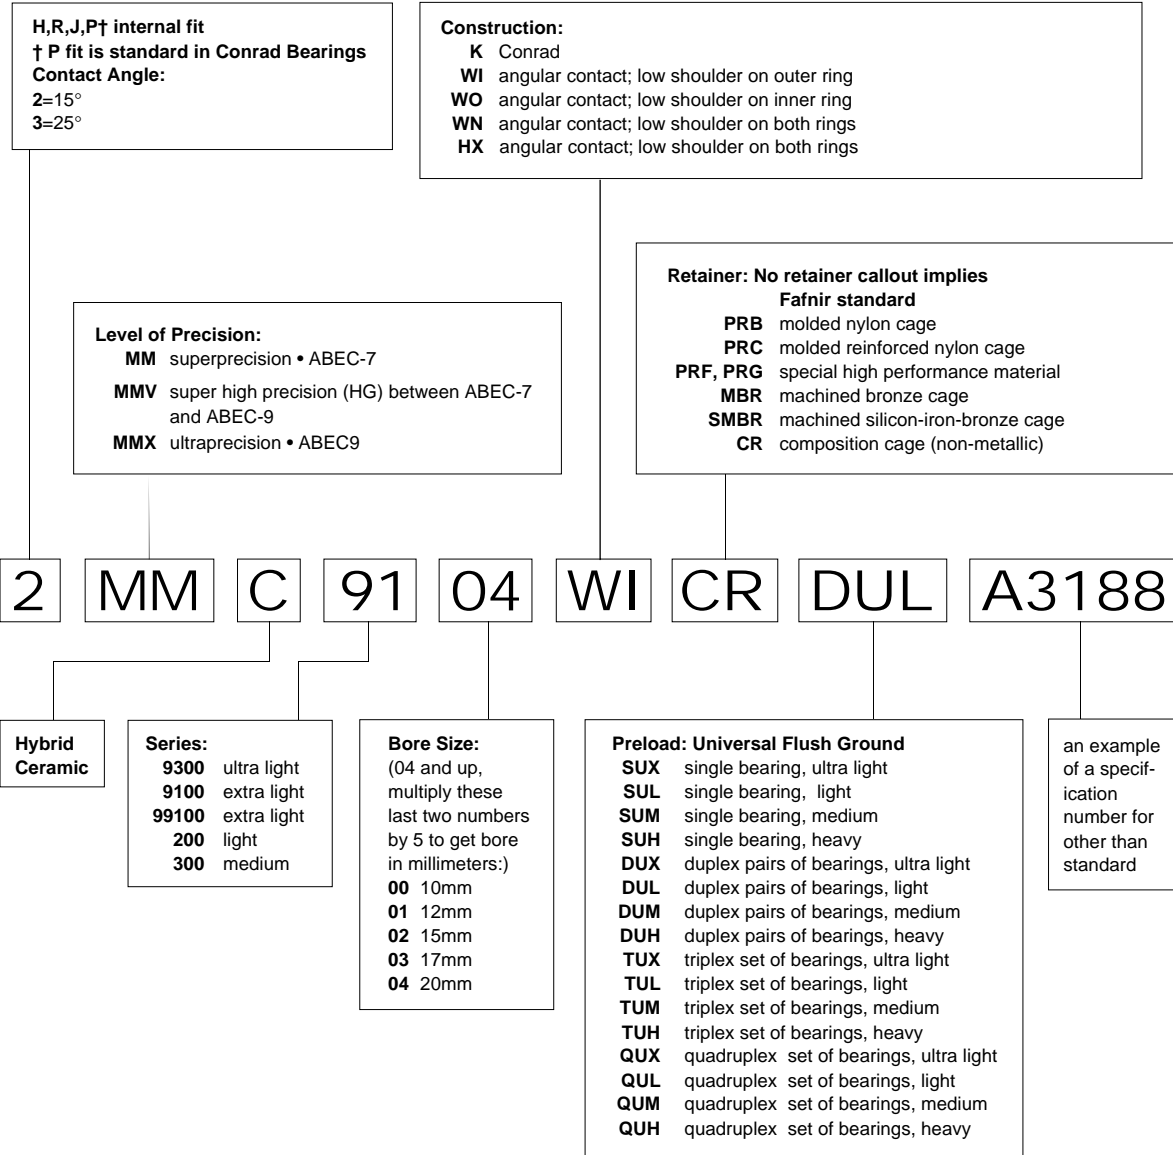 H,R,J,P† internal fit
† P fit is standard in Conrad Bearings
Contact Angle:
2=15°
3=25°
Construction:
K Conrad
WI angular contact; low shoulder on outer ring
WO angular contact; low shoulder on inner ring
WN angular contact; low shoulder on both rings
HX angular contact; low shoulder on both rings
Level of Precision:
MM superprecision • ABEC-7
MMV super high precision (HG) between ABEC-7
and ABEC-9
MMX ultraprecision • ABEC9
Retainer: No retainer callout implies
Fafnir standard
PRB molded nylon cage
PRC molded reinforced nylon cage
PRF, PRG special high performance material
MBR machined bronze cage
SMBR machined silicon-iron-bronze cage
CR composition cage (non-metallic)
2 MM C 91 04 WI CR DUL A3188
Hybrid
Ceramic
Series:
9300 ultra light
9100 extra light
99100 extra light
200 light
300 medium
Bore Size:
(04 and up,
multiply these
last two numbers
by 5 to get bore
in millimeters:)
00 10mm
01 12mm
02 15mm
03 17mm
04 20mm
Preload: Universal Flush Ground
SUX single bearing, ultra light
SUL single bearing, light
SUM single bearing, medium
SUH single bearing, heavy
DUX duplex pairs of bearings, ultra light
DUL duplex pairs of bearings, light
DUM duplex pairs of bearings, medium
DUH duplex pairs of bearings, heavy
TUX triplex set of bearings, ultra light
TUL triplex set of bearings, light
TUM triplex set of bearings, medium
TUH triplex set of bearings, heavy
QUX quadruplex set of bearings, ultra light
QUL quadruplex set of bearings, light
QUM quadruplex set of bearings, medium
QUH quadruplex set of bearings, heavy
an example
of a specif-
ication
number for
other than
standard